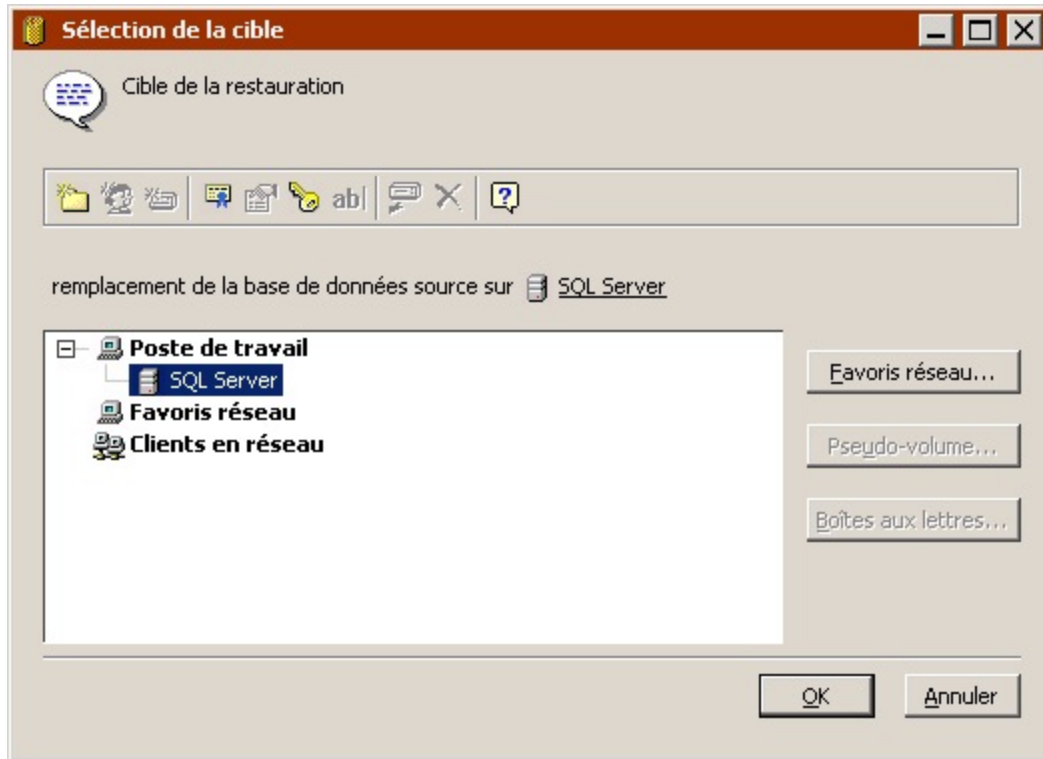 Sélection de la cible
Cible de la restauration
ab|
remplacement de la base de données source sur SQL Server
Poste de travail
SQL Server
Favoris réseau
Clients en réseau
Favoris réseau...
Pseudo-volume...
Boîtes aux lettres...
OK
Annuler